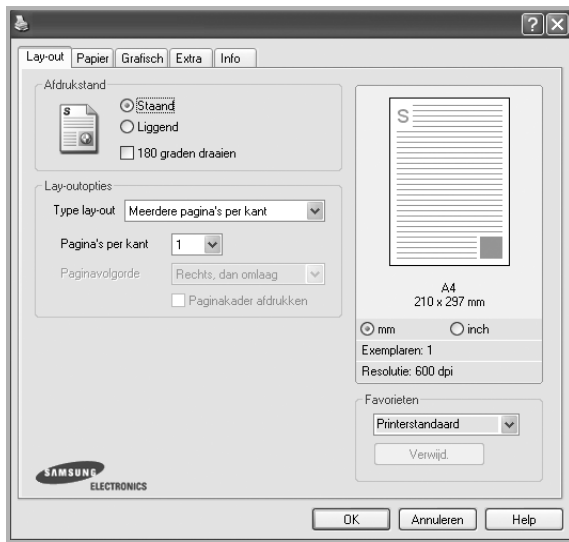 Lay-out Papier Grafisch Extra Info
Afdrukstand
S
Staand
Liggend
180 graden draaien
Lay-outopties
Type lay-out Meerdere pagina's per kant
Pagina's per kant 1
Paginavolgorde Rechts, dan omlaag
Paginakader afdrukken
S
A4
210 x 297 mm
mm inch
Exemplaren: 1
Resolutie: 600 dpi
Favorieten
Printerstandaard
Verwijd.
SAMSUNG
ELECTRONICS
OK Annuleren Help